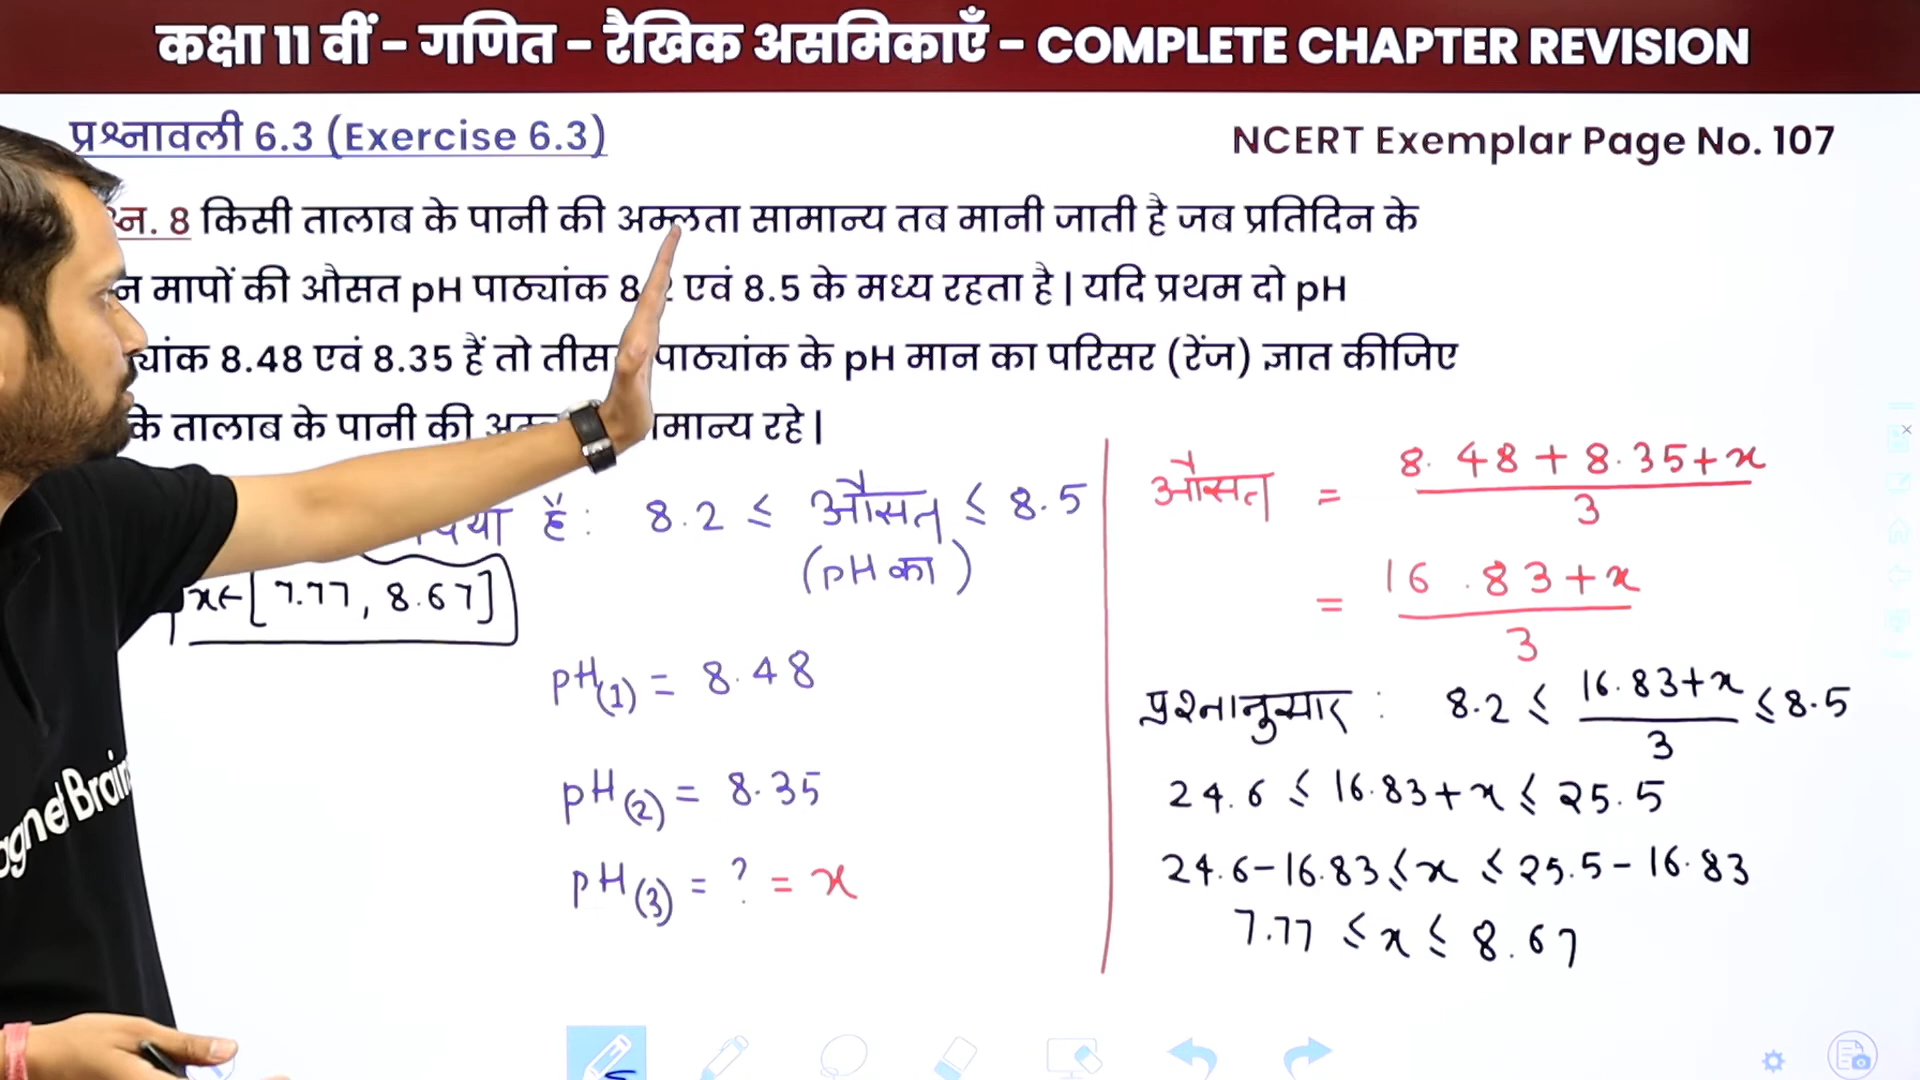 कक्षा 11 वीं - गणित - रैखिक असमिकाएँ - COMPLETE CHAPTER REVISION
प्रश्नावली 6.3 (Exercise 6.3)
NCERT Exemplar Page No. 107
न. 8 किसी तालाब के पानी की अम्लता सामान्य तब मानी जाती है जब प्रतिदिन के
मापों की औसत pH पाठ्यांक एवं 8.5 के मध्य रहता है | यदि प्रथम दो pH
8.48 एवं 8.35 हैं तो पाठ्यांक के pH मान का परिसर (रेंज) ज्ञात कीजिए
के तालाब के पानी की रहे |
है : 8.2 ≤ औसत ≤ 8.5
(pH का)
x ∈ [7.77, 8.67]
pH(1) = 8.48
pH(2) = 8.35
pH(3) = ? = x
औसत = 8.48 + 8.35 + x
3
= 16.83 + x
3
प्रश्नानुसार : 8.2 ≤ 16.83 + x ≤ 8.5
3
24.6 ≤ 16.83 + x ≤ 25.5
24.6 - 16.83 ≤ x ≤ 25.5 - 16.83
7.77 ≤ x ≤ 8.67